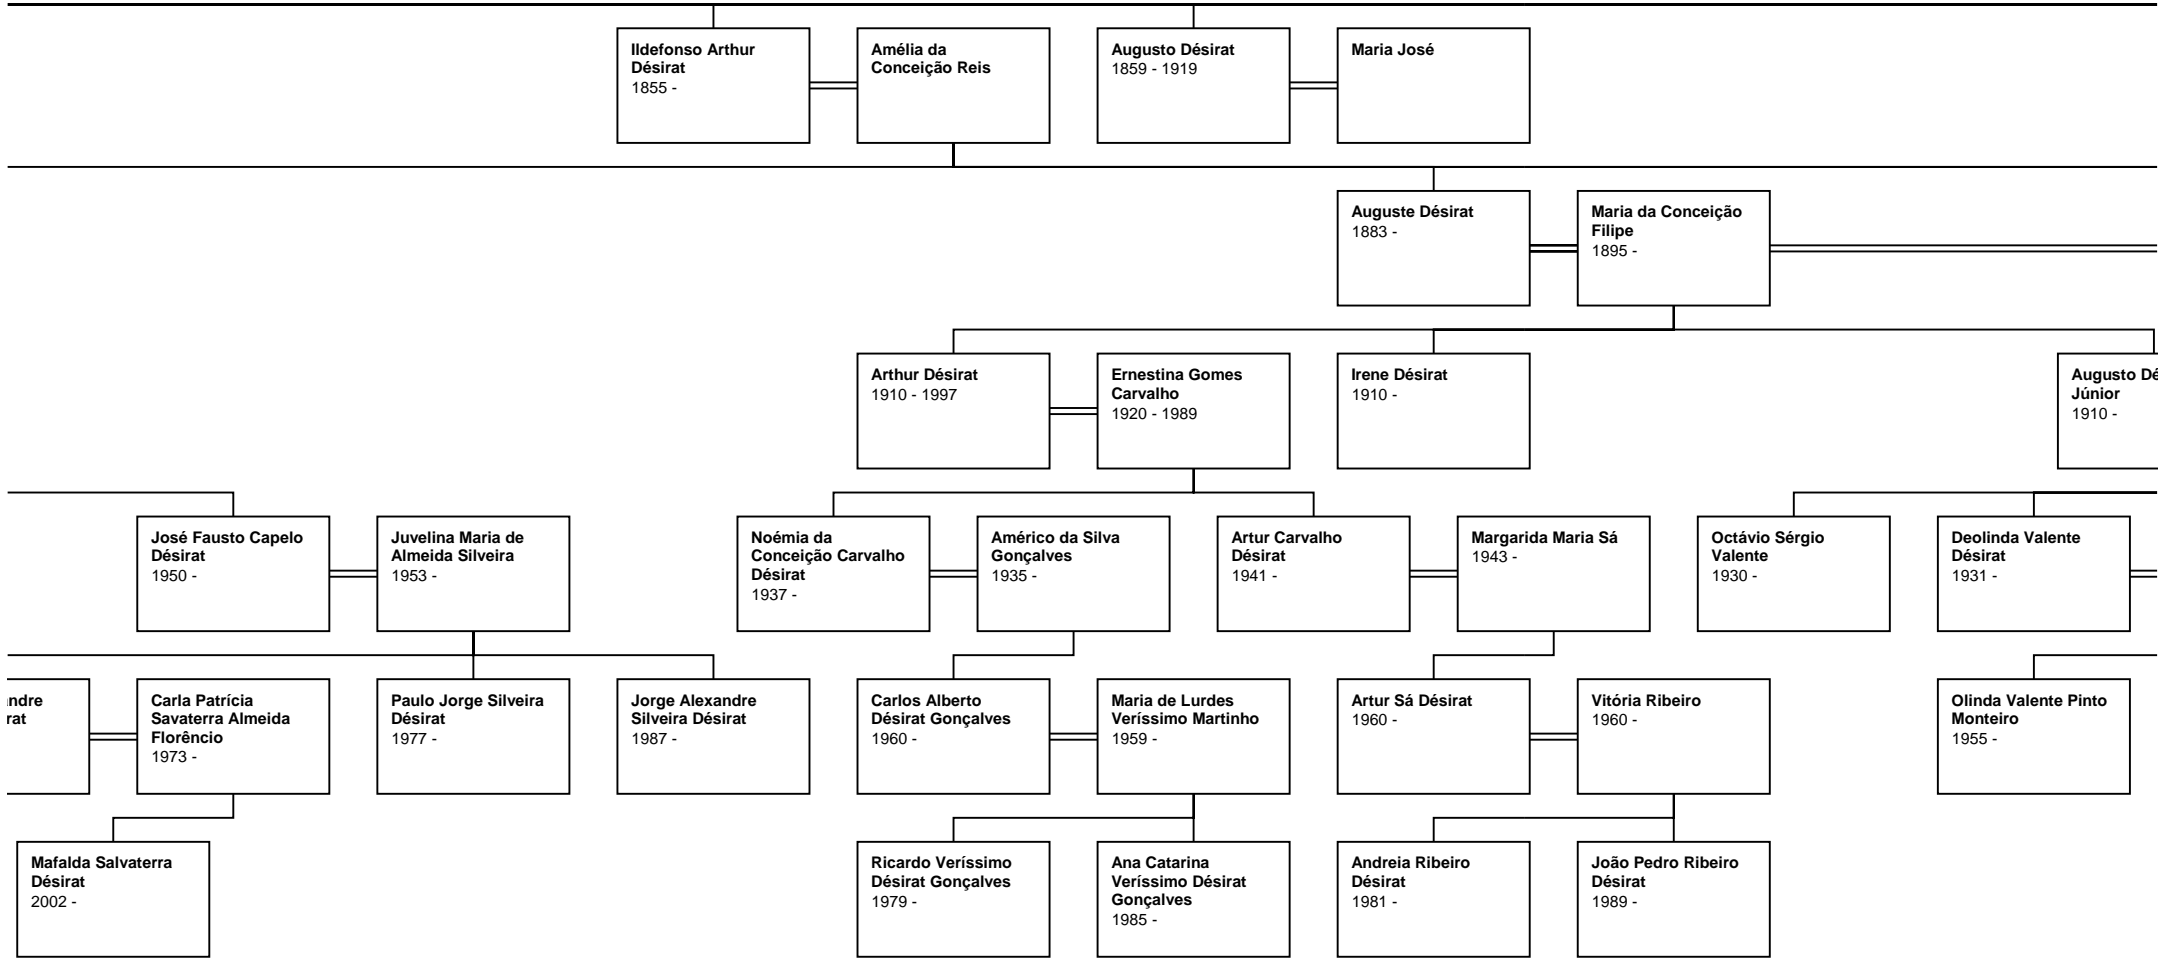 Ildefonso Arthur
Désirat
1855 -
Amélia da
Conceição Reis
Augusto Désirat
1859 - 1919
Maria José
Auguste Désirat
1883 -
Maria da Conceição
Filipe
1895 -
Arthur Désirat
1910 - 1997
Ernestina Gomes
Carvalho
1920 - 1989
Irene Désirat
1910 -
Augusto Dé
Júnior
1910 -
José Fausto Capelo
Désirat
1950 -
Juvelina Maria de
Almeida Silveira
1953 -
Noémia da
Conceição Carvalho
Désirat
1937 -
Américo da Silva
Gonçalves
1935 -
Artur Carvalho
Désirat
1941 -
Margarida Maria Sá
1943 -
Octávio Sérgio
Valente
1930 -
Deolinda Valente
Désirat
1931 -
andre
rat
Carla Patrícia
Savaterra Almeida
Florêncio
1973 -
Paulo Jorge Silveira
Désirat
1977 -
Jorge Alexandre
Silveira Désirat
1987 -
Carlos Alberto
Désirat Gonçalves
1960 -
Maria de Lurdes
Veríssimo Martinho
1959 -
Artur Sá Désirat
1960 -
Vitória Ribeiro
1960 -
Olinda Valente Pinto
Monteiro
1955 -
Mafalda Salvaterra
Désirat
2002 -
Ricardo Veríssimo
Désirat Gonçalves
1979 -
Ana Catarina
Veríssimo Désirat
Gonçalves
1985 -
Andreia Ribeiro
Désirat
1981 -
João Pedro Ribeiro
Désirat
1989 -